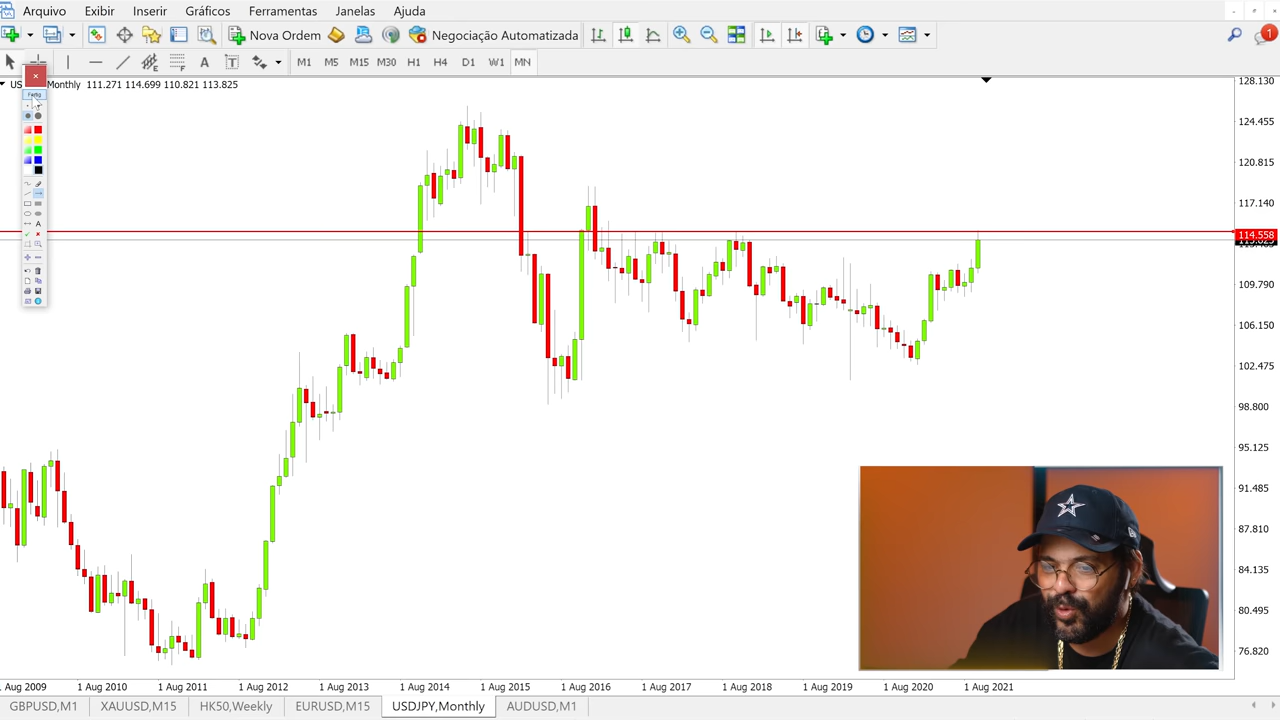 Arquivo Exibir Inserir Gráficos Ferramentas Janelas Ajuda
Nova Ordem Negociação Automatizada 1
A T M1 M5 M15 M30 H1 H4 D1 W1 MN
US Monthly 111.271 114.699 110.821 113.825
Fertig
A
128.130
124.455
120.815
117.140
114.558
109.790
106.150
102.475
98.800
95.125
91.485
87.810
84.135
80.495
76.820
Aug 2009 1 Aug 2010 1 Aug 2011 1 Aug 2012 1 Aug 2013 1 Aug 2014 1 Aug 2015 1 Aug 2016 1 Aug 2017 1 Aug 2018 1 Aug 2019 1 Aug 2020 1 Aug 2021
GBPUSD,M1 XAUUSD,M15 HK50,Weekly EURUSD,M15 USDJPY,Monthly AUDUSD,M1